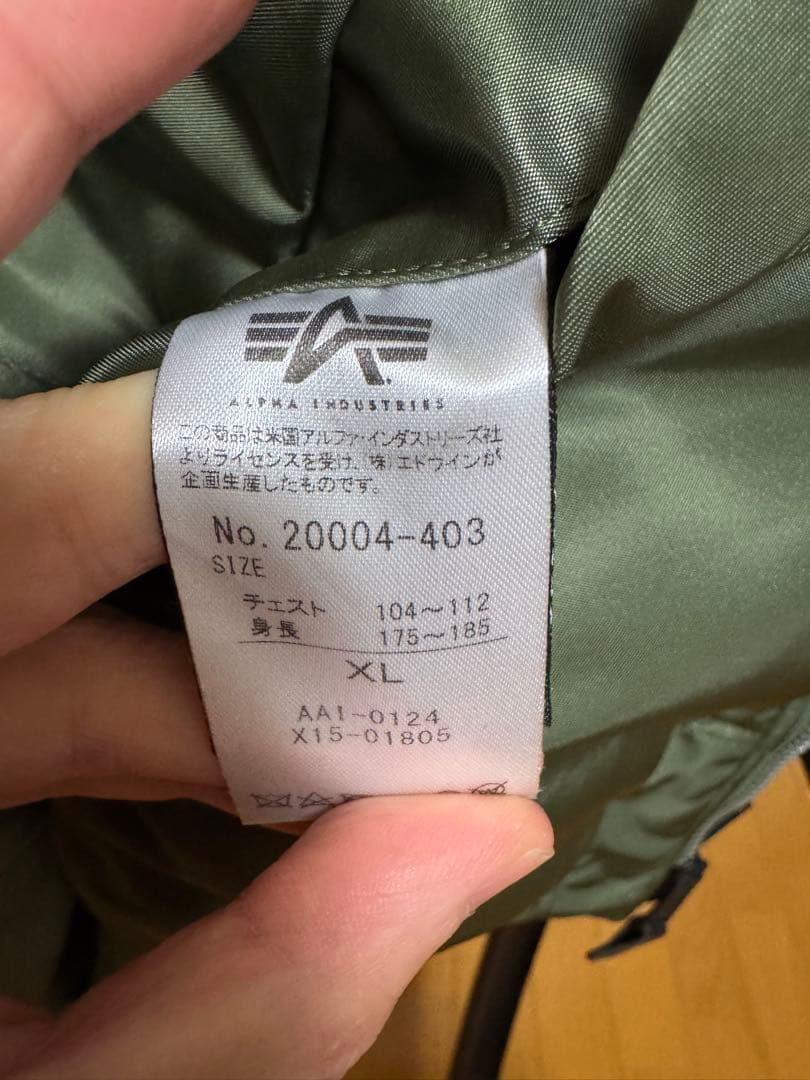 ALPHA INDUSTRIES
この商品は米国アルファ・インダストリーズ社
よりライセンスを受け、(株)エドウインが
企画生産したものです。
No. 20004-403
SIZE
チェスト 104～112
身長 175～185
XL
AA1-0124
X15-01805